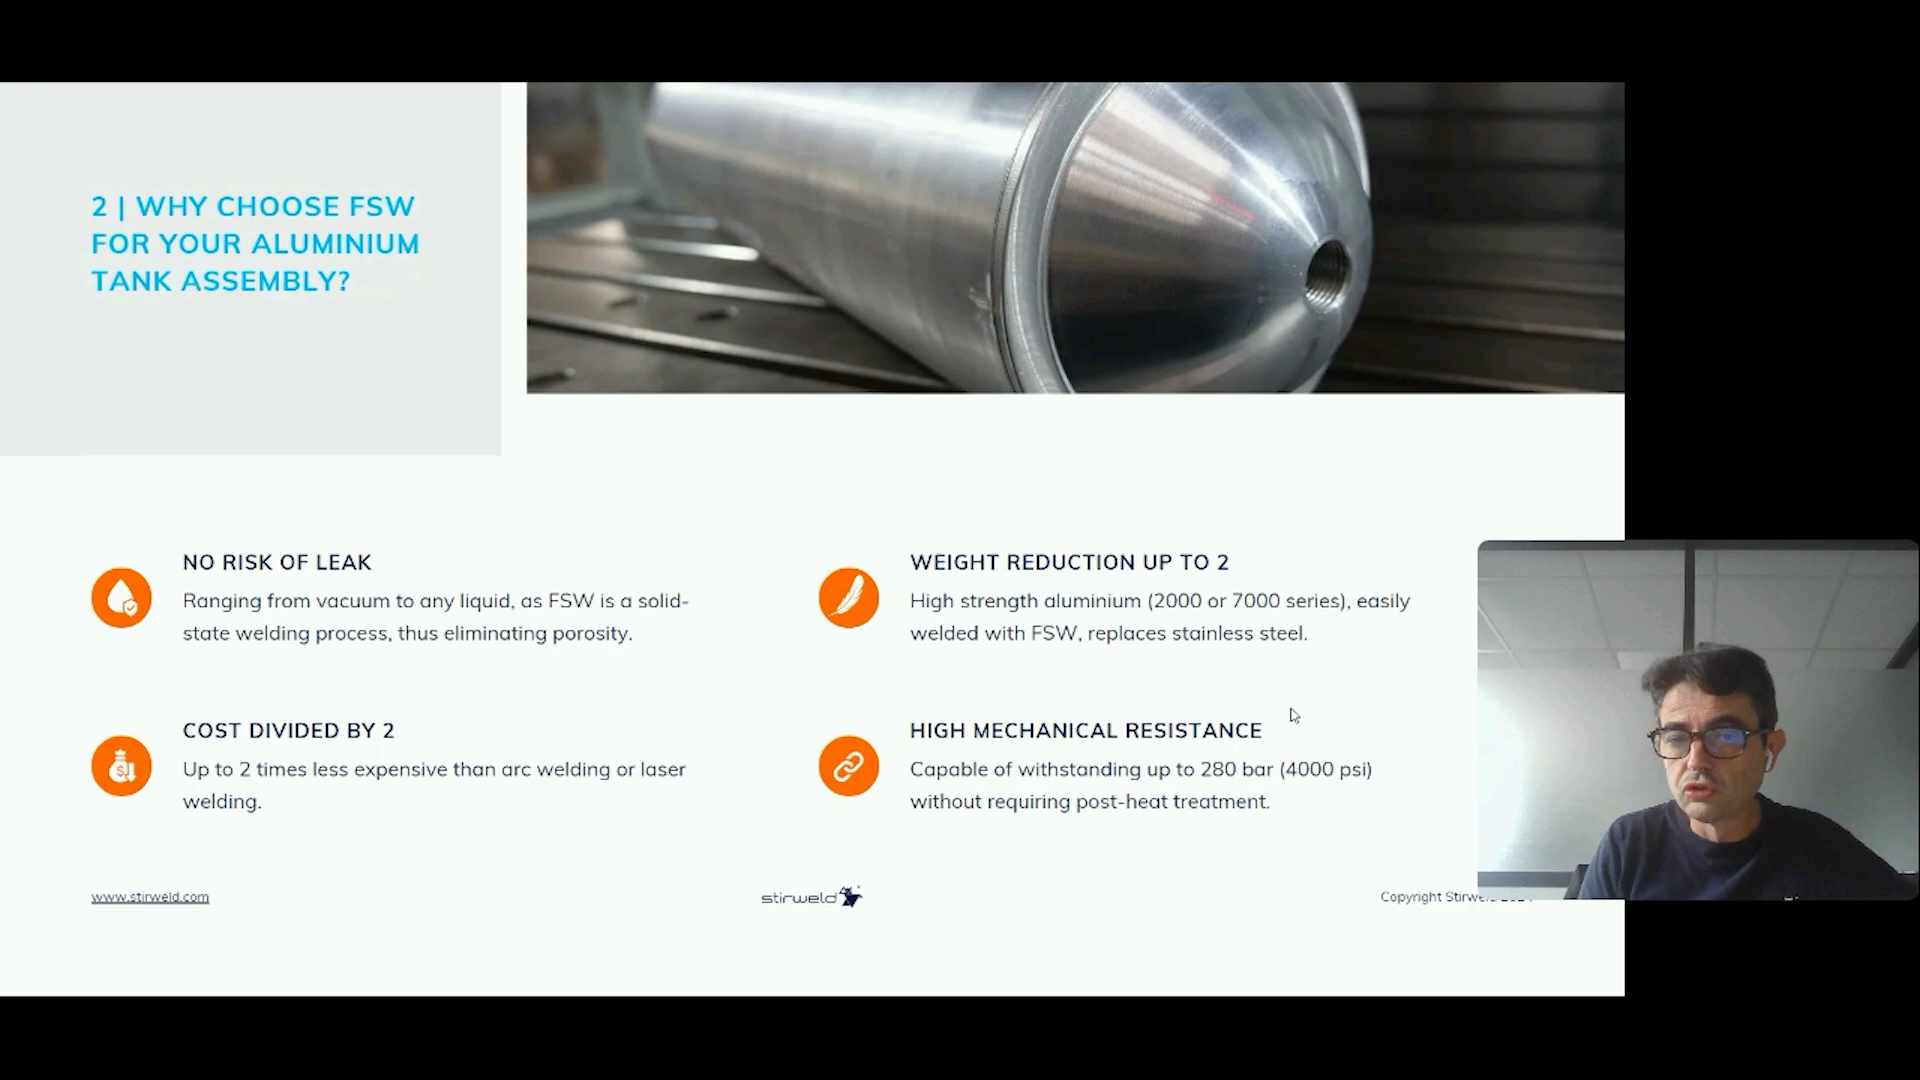 2 | WHY CHOOSE FSW
FOR YOUR ALUMINIUM
TANK ASSEMBLY?
NO RISK OF LEAK
Ranging from vacuum to any liquid, as FSW is a solid-
state welding process, thus eliminating porosity.
WEIGHT REDUCTION UP TO 2
High strength aluminium (2000 or 7000 series), easily
welded with FSW, replaces stainless steel.
COST DIVIDED BY 2
Up to 2 times less expensive than arc welding or laser
welding.
HIGH MECHANICAL RESISTANCE
Capable of withstanding up to 280 bar (4000 psi)
without requiring post-heat treatment.
www.stirweld.com
stirweld
Copyright